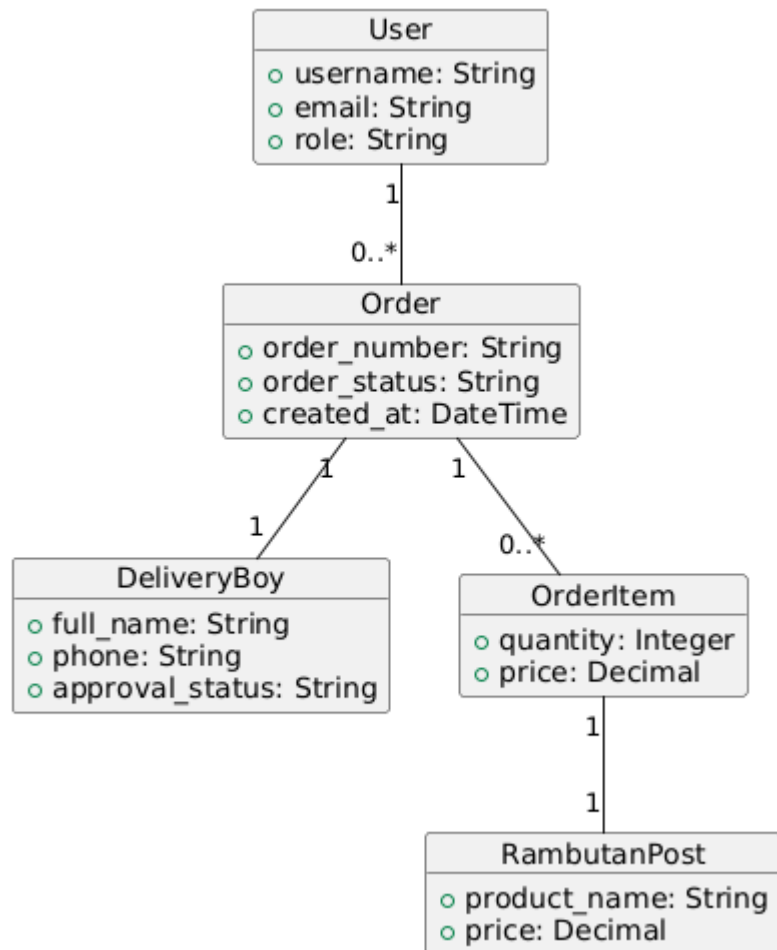 User
username: String
email: String
role: String
1
0..*
Order
order_number: String
order_status: String
created_at: DateTime
1
1
1
0..*
DeliveryBoy
full_name: String
phone: String
approval_status: String
OrderItem
quantity: Integer
price: Decimal
1
1
RambutanPost
product_name: String
price: Decimal